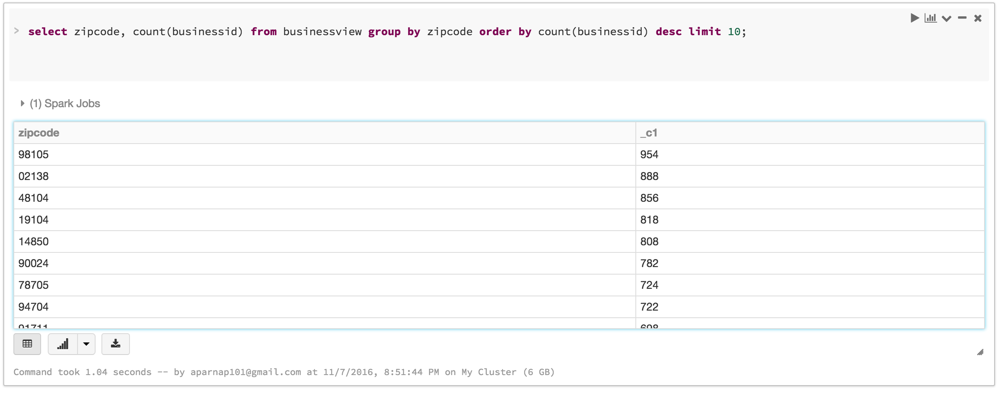 > select zipcode, count(businessid) from businessview group by zipcode order by count(businessid) desc limit 10;
(1) Spark Jobs
zipcode _c1
98105 954
02138 888
48104 856
19104 818
14850 808
90024 782
78705 724
94704 722
91711 698
Command took 1.04 seconds -- by aparnap101@gmail.com at 11/7/2016, 8:51:44 PM on My Cluster (6 GB)